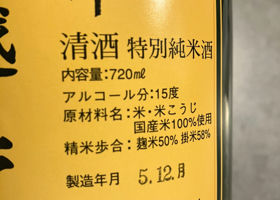 清酒 特別純米酒
内容量:720㎖
アルコール分:15度
原材料名:米・米こうじ
国産米100%使用
精米歩合:麹米50% 掛米58%
製造年月 5.12.月